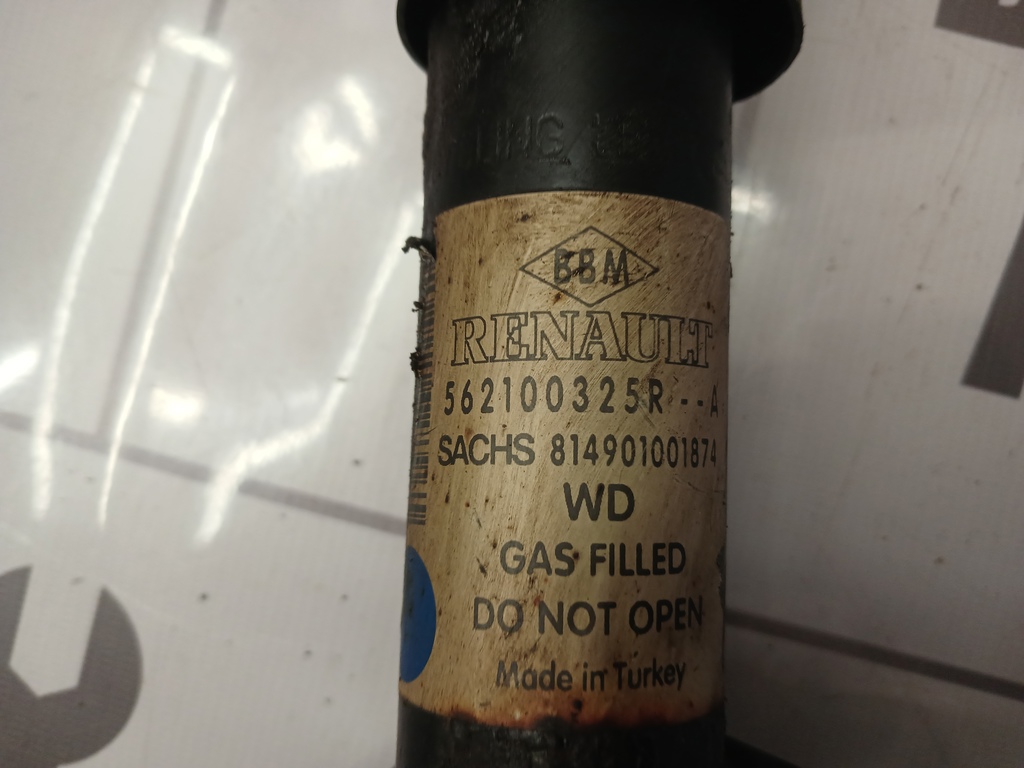 BBM
RENAULT
562100325R--A
SACHS 814901001874
WD
GAS FILLED
DO NOT OPEN
Made in Turkey